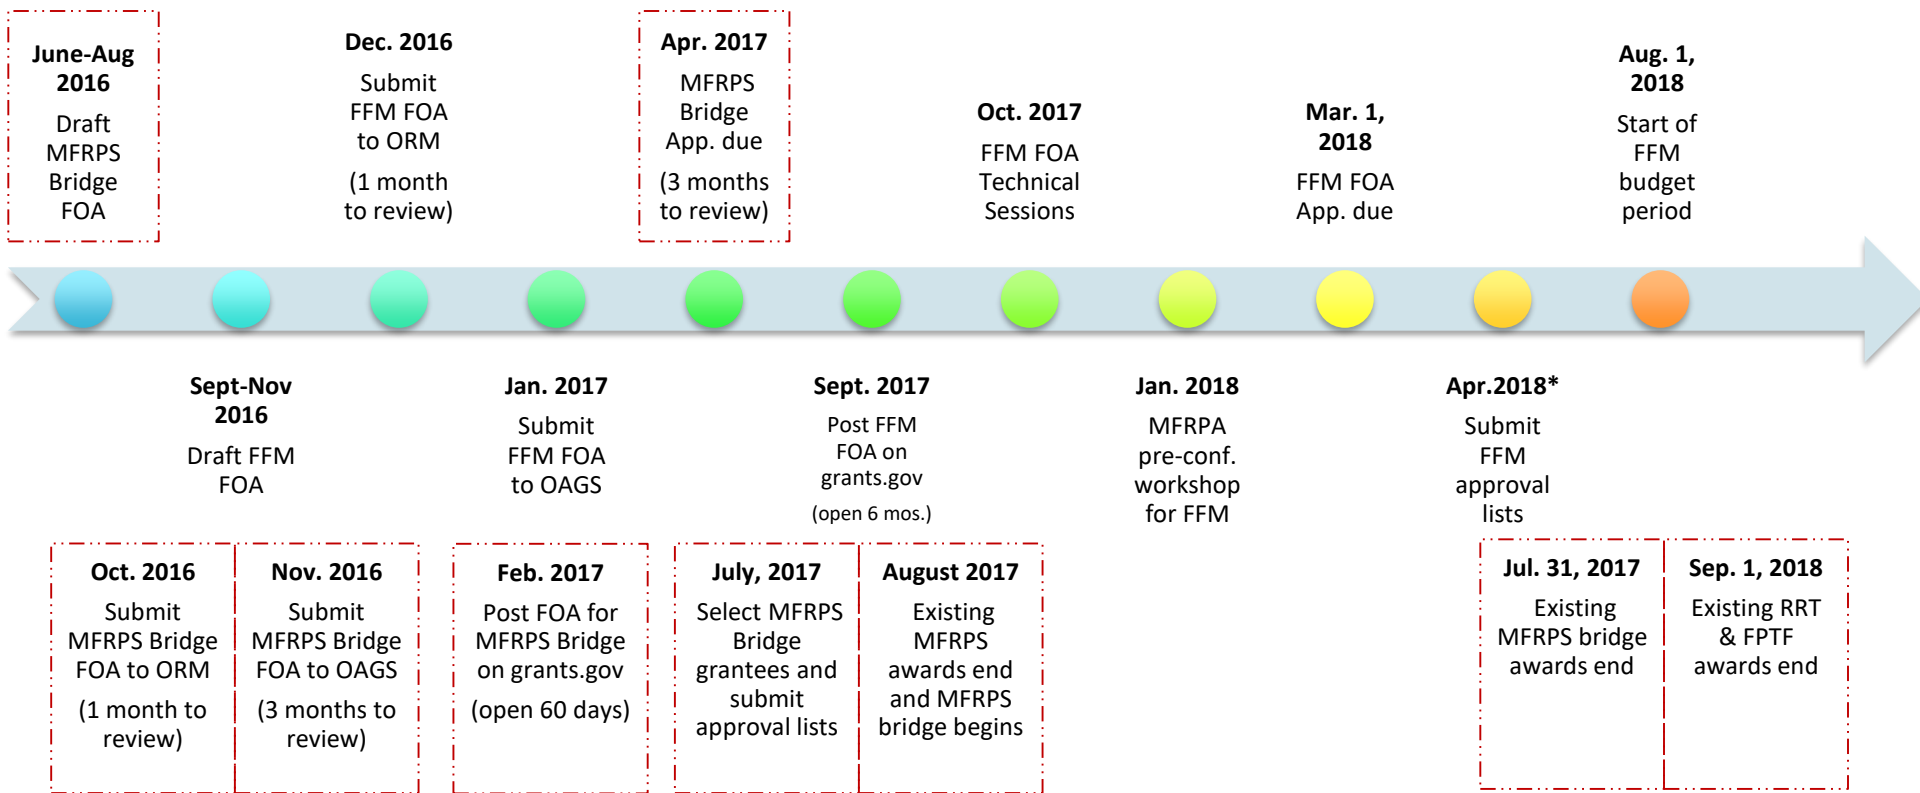 June-Aug
2016
Draft
MFRPS
Bridge
FOA
Dec. 2016
Submit
FFM FOA
to ORM
(1 month
to review)
Apr. 2017
MFRPS
Bridge
App. due
(3 months
to review)
Oct. 2017
FFM FOA
Technical
Sessions
Mar. 1,
2018
FFM FOA
App. due
Aug. 1,
2018
Start of
FFM
budget
period
Sept-Nov
2016
Draft FFM
FOA
Jan. 2017
Submit
FFM FOA
to OAGS
Sept. 2017
Post FFM
FOA on
grants.gov
(open 6 mos.)
Jan. 2018
MFRPA
pre-conf.
workshop
for FFM
Apr.2018*
Submit
FFM
approval
lists
Oct. 2016
Submit
MFRPS Bridge
FOA to ORM
(1 month to
review)
Nov. 2016
Submit
MFRPS Bridge
FOA to OAGS
(3 months to
review)
Feb. 2017
Post FOA for
MFRPS Bridge
on grants.gov
(open 60 days)
July, 2017
Select MFRPS
Bridge
grantees and
submit
approval lists
August 2017
Existing
MFRPS
awards end
and MFRPS
bridge begins
Jul. 31, 2017
Existing
MFRPS bridge
awards end
Sep. 1, 2018
Existing RRT
& FPTF
awards end